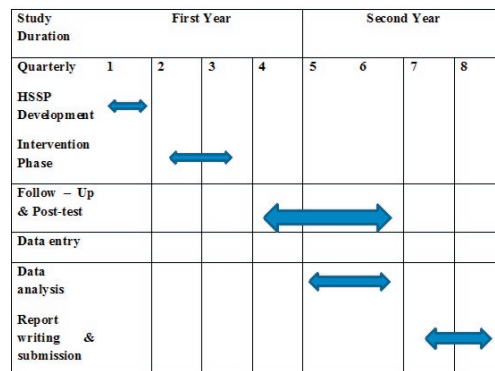 Study First Year Second Year
Duration
Quarterly 1 2 3 4 5 6 7 8
HSSP
Development
Intervention
Phase
Follow – Up
& Post-test
Data entry
Data
analysis
Report
writing &
submission